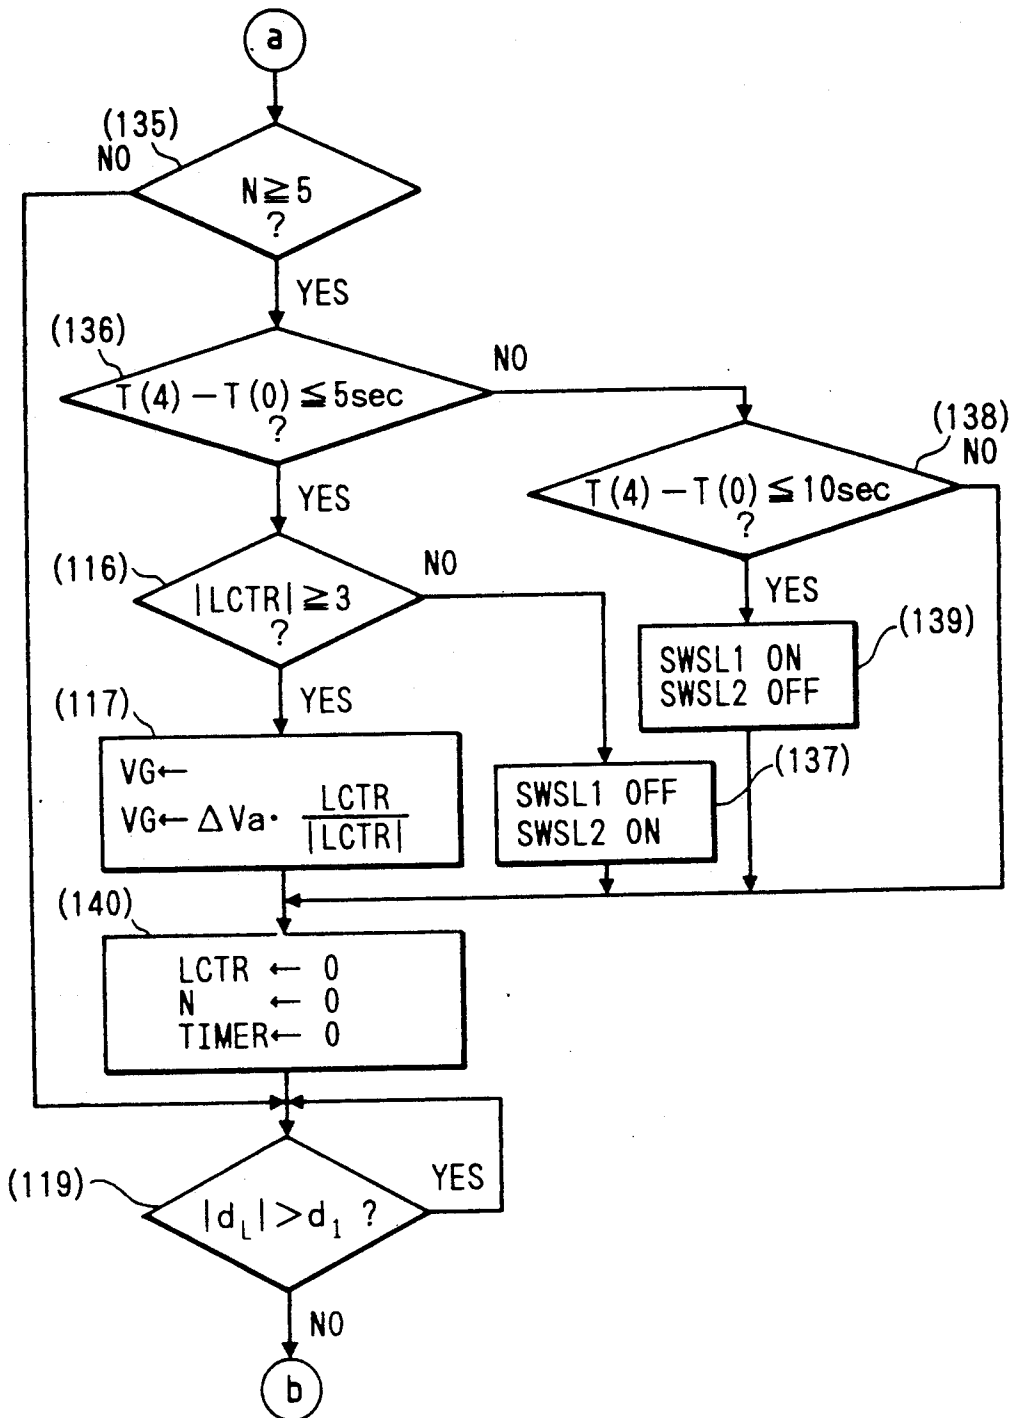 a
(135)
NO
N≧5
?
YES
(136)
NO
T(4)－T(0)≦5sec
?
(138)
NO
YES
T(4)－T(0)≦10sec
?
(116)
NO
|LCTR|≧3
?
YES
(139)
SWSL1 ON
SWSL2 OFF
(117)
YES
VG←
VG←ΔVa・LCTR/|LCTR|
(137)
SWSL1 OFF
SWSL2 ON
(140)
LCTR ← 0
N ← 0
TIMER← 0
(119)
YES
|dL|>d1 ?
NO
b